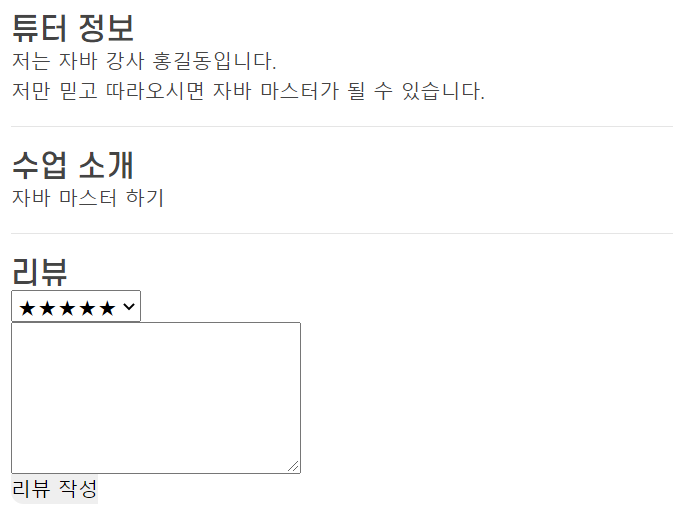 튜터 정보
저는 자바 강사 홍길동입니다.
저만 믿고 따라오시면 자바 마스터가 될 수 있습니다.
수업 소개
자바 마스터 하기
리뷰
★★★★★
리뷰 작성